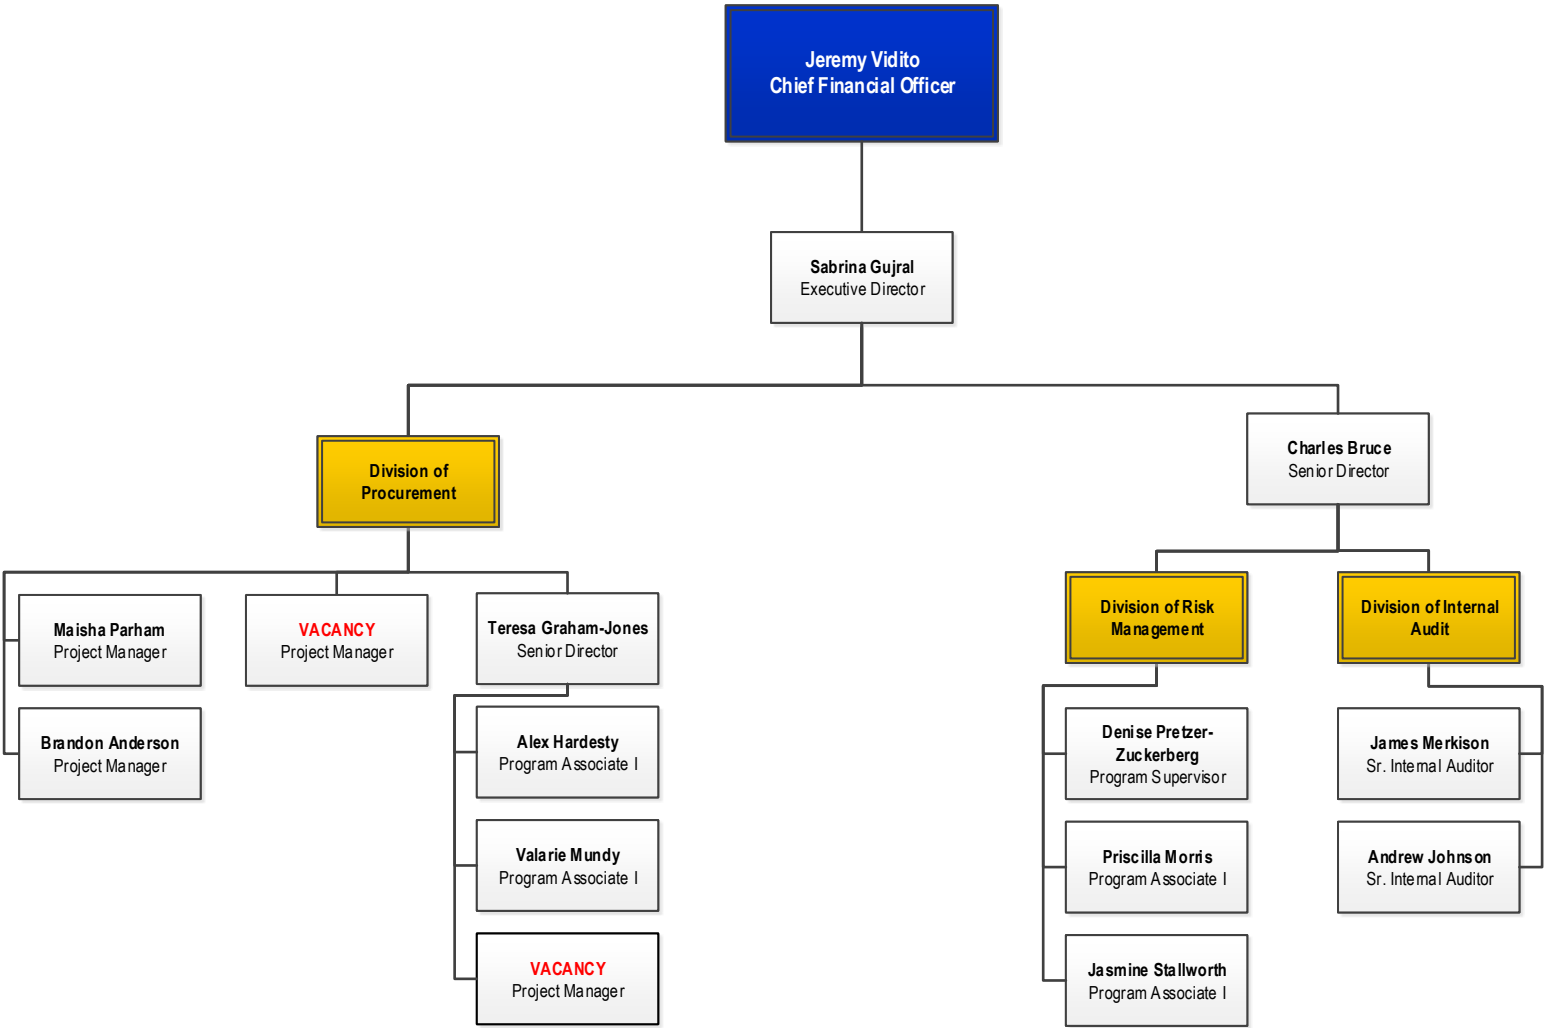 Jeremy Vidito
Chief Financial Officer
Sabrina Gujral
Executive Director
Charles Bruce
Senior Director
Division of
Procurement
Maisha Parham
Project Manager
Brandon Anderson
Project Manager
VACANCY
Project Manager
Teresa Graham-Jones
Senior Director
Alex Hardesty
Program Associate I
Valarie Mundy
Program Associate I
VACANCY
Project Manager
Division of Risk
Management
Denise Pretzer-
Zuckerberg
Program Supervisor
Priscilla Morris
Program Associate I
Jasmine Stallworth
Program Associate I
Division of Internal
Audit
James Merkison
Sr. Internal Auditor
Andrew Johnson
Sr. Internal Auditor